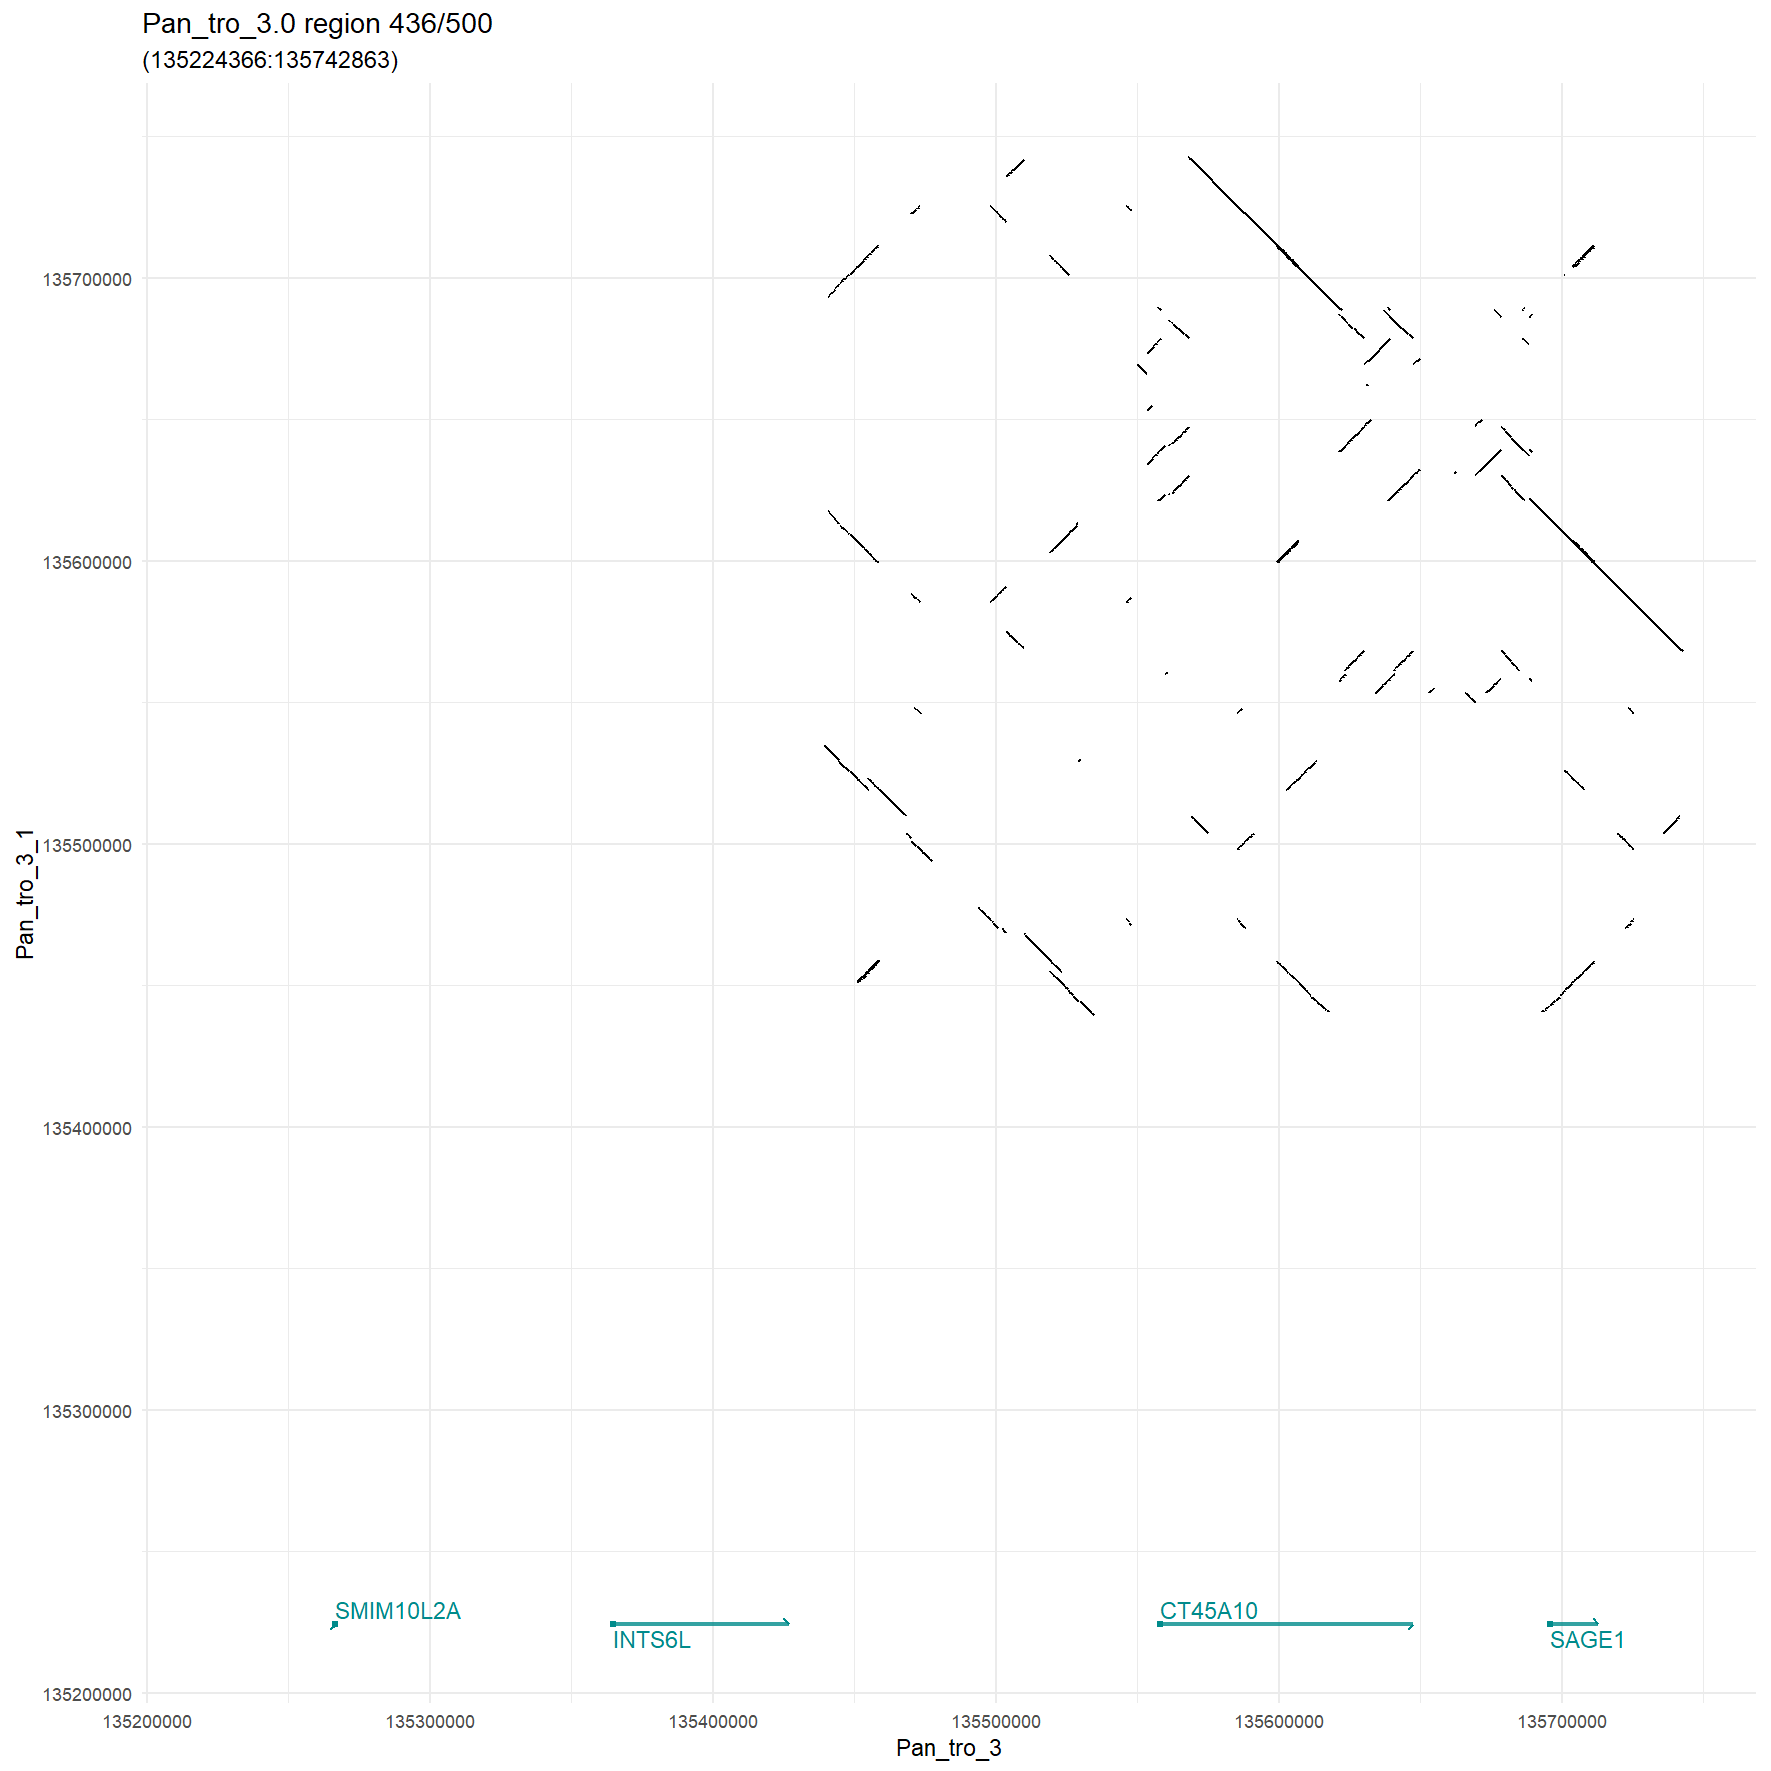 Pan_tro_3.0 region 436/500
(135224366:135742863)
135700000
135600000
135500000
135400000
135300000
135200000
Pan_tro_3_1
SMIM10L2A
INTS6L
CT45A10
SAGE1
135200000 135300000 135400000 135500000 135600000 135700000
Pan_tro_3